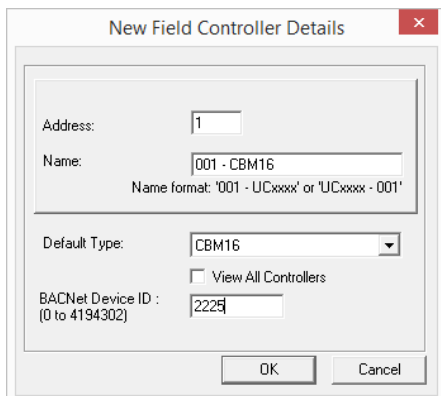 New Field Controller Details
Address: 1
Name: 001 - CBM16
Name format: '001 - UCxxxx' or 'UCxxxx - 001'
Default Type: CBM16
View All Controllers
BACNet Device ID : 2225
(0 to 4194302)
OK Cancel